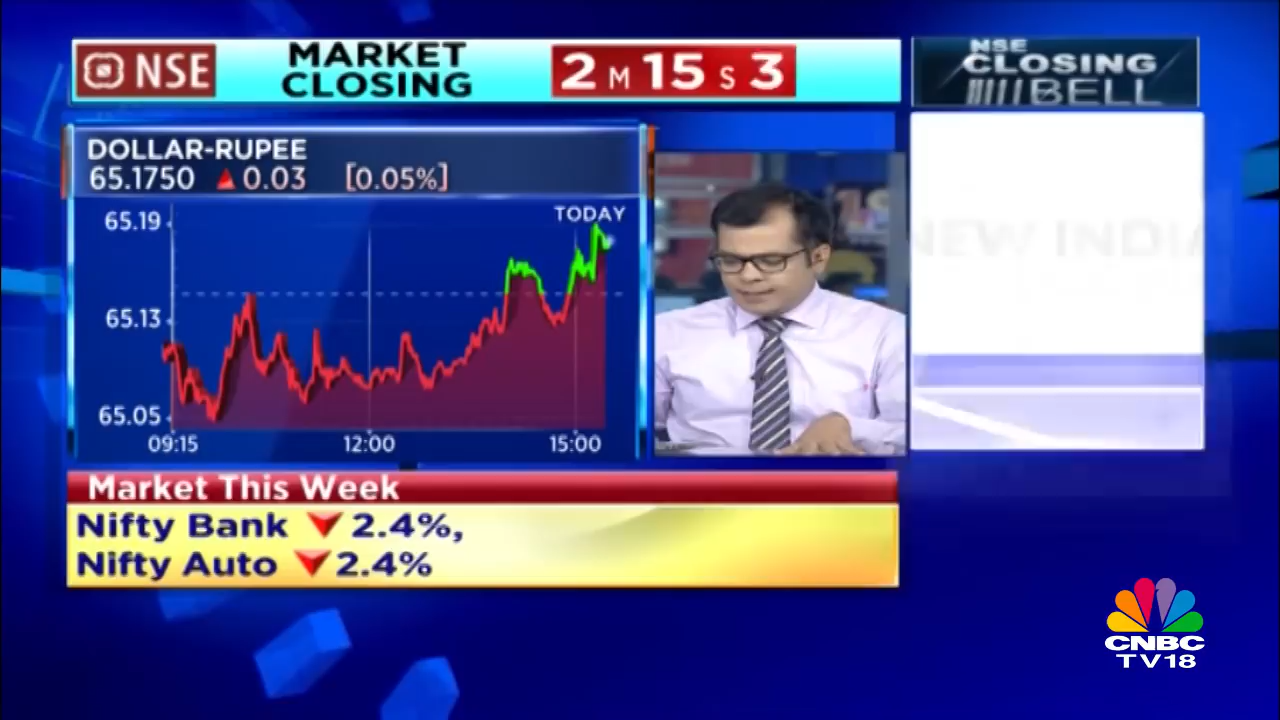 NSE
MARKET
CLOSING
2 M 15 S 3
NSE
CLOSING
BELL
DOLLAR-RUPEE
65.1750 ▲ 0.03 [0.05%]
TODAY
65.19
65.13
65.05
09:15 12:00 15:00
NEW INDIA
Market This Week
Nifty Bank ▼ 2.4%,
Nifty Auto ▼ 2.4%
CNBC
TV18